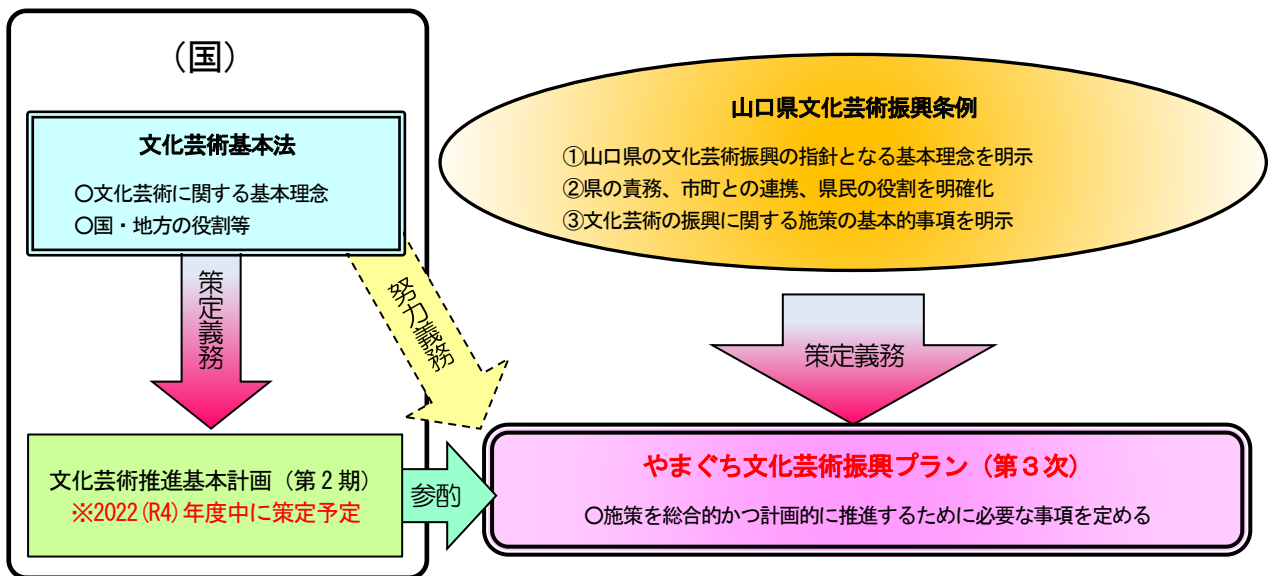 （国）
文化芸術基本法
〇文化芸術に関する基本理念
〇国・地方の役割等
策定義務
努力義務
文化芸術推進基本計画（第２期）
※2022(R4)年度中に策定予定
参酌
山口県文化芸術振興条例
①山口県の文化芸術振興の指針となる基本理念を明示
②県の責務、市町との連携、県民の役割を明確化
③文化芸術の振興に関する施策の基本的事項を明示
策定義務
やまぐち文化芸術振興プラン（第３次）
〇施策を総合的かつ計画的に推進するために必要な事項を定める